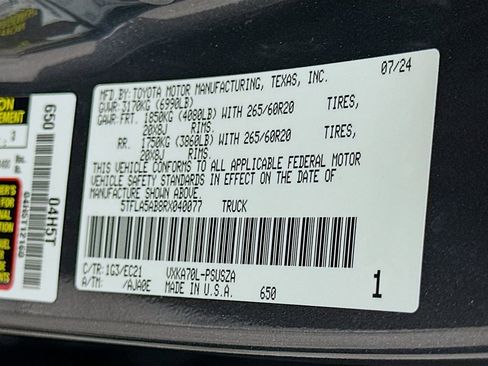 MFD. BY: TOYOTA MOTOR MANUFACTURING, TEXAS, INC. 07/24
GVWR: 3170KG (6990LB)
GAWR: FRT. 1850KG (4080LB) WITH 265/60R20 TIRES,
20X8J RIMS.
RR. 1750KG (3860LB) WITH 265/60R20 TIRES,
20X8J RIMS.
THIS VEHICLE CONFORMS TO ALL APPLICABLE FEDERAL MOTOR
VEHICLE SAFETY STANDARDS IN EFFECT ON THE DATE OF
MANUFACTURE SHOWN ABOVE.
5TFLA5AB8RX040077 TRUCK
C/TR: 1G3/EC21 VXKA70L-PSUSZA
A/TM: /AJA0E MADE IN U.S.A. 650 1
650
04H5T
04H5T12160